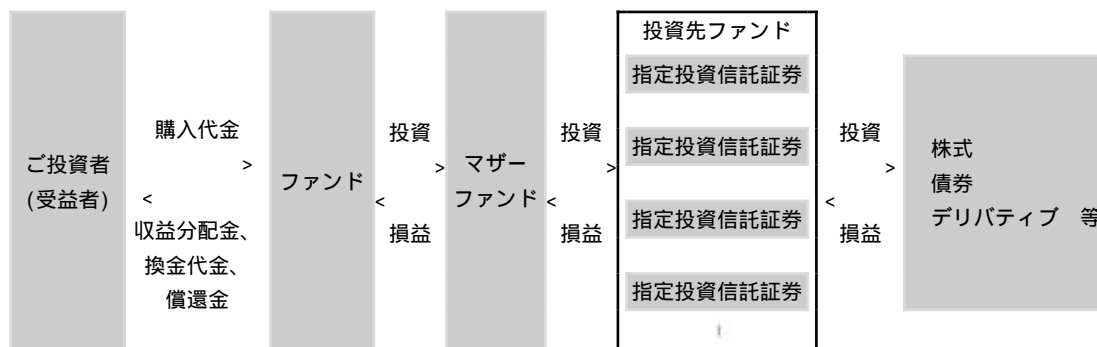 ご投資者
(受益者)
購入代金
>
<
収益分配金、
換金代金、
償還金
ファンド
投資
>
<
損益
マザー
ファンド
投資
>
<
損益
投資先ファンド
指定投資信託証券
指定投資信託証券
指定投資信託証券
指定投資信託証券
投資
>
<
損益
株式
債券
デリバティブ　等